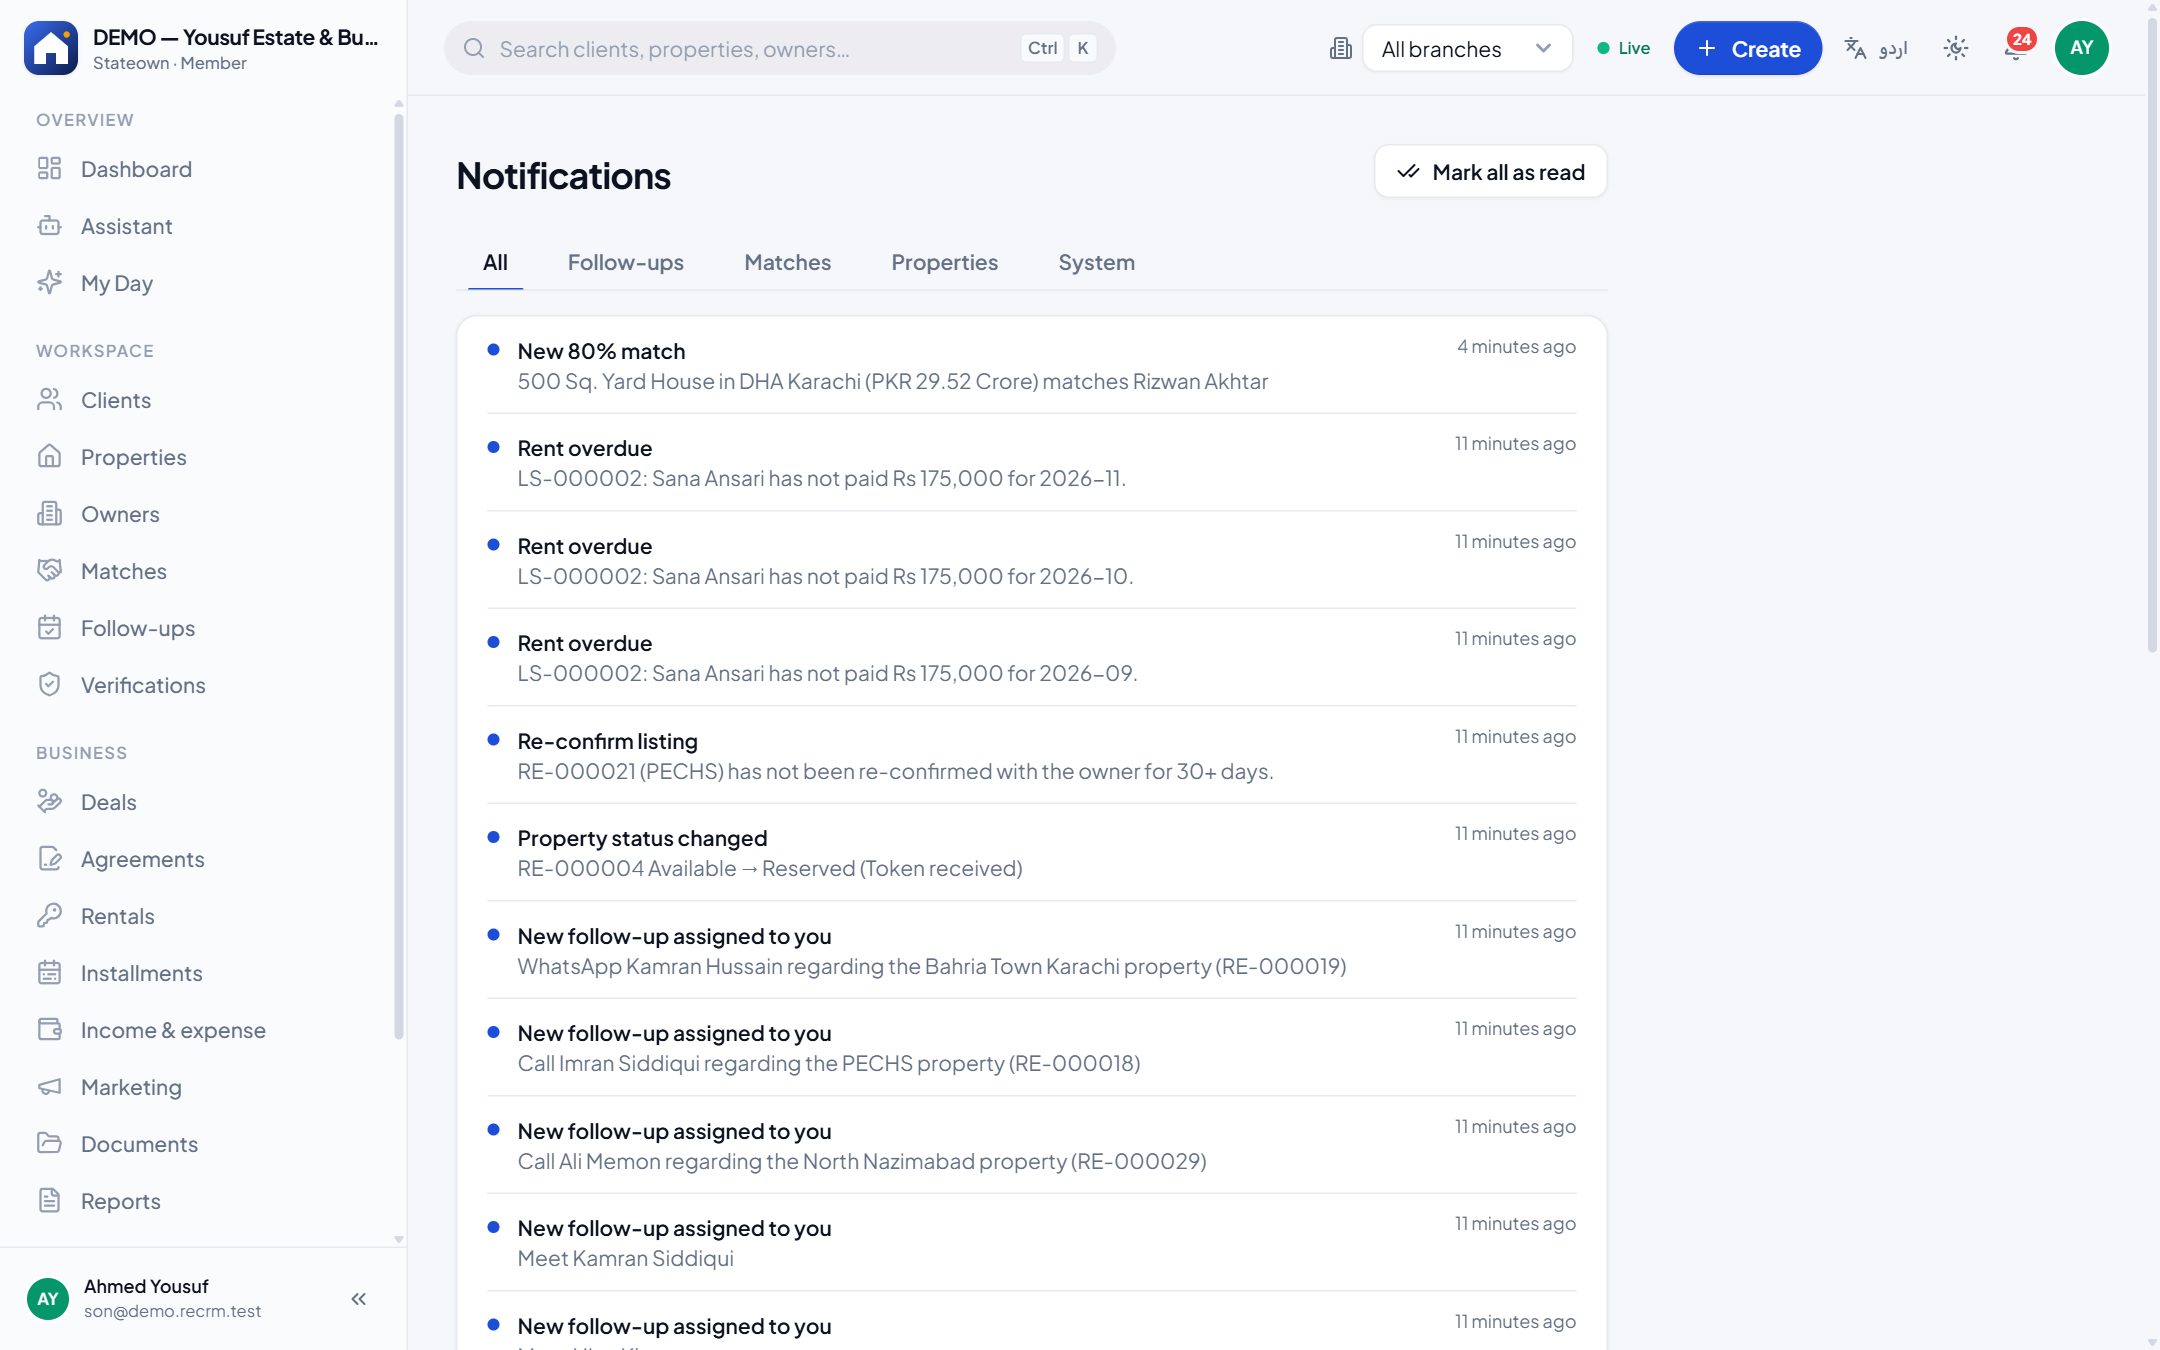 DEMO — Yousuf Estate & Bu...
Stateown · Member
OVERVIEW
Dashboard
Assistant
My Day
WORKSPACE
Clients
Properties
Owners
Matches
Follow-ups
Verifications
BUSINESS
Deals
Agreements
Rentals
Installments
Income & expense
Marketing
Documents
Reports
AY
Ahmed Yousuf
son@demo.recrm.test
Search clients, properties, owners...
Ctrl K
All branches
Live
Create
اردو
24
AY
Notifications
Mark all as read
All Follow-ups Matches Properties System
New 80% match 4 minutes ago
500 Sq. Yard House in DHA Karachi (PKR 29.52 Crore) matches Rizwan Akhtar
Rent overdue 11 minutes ago
LS-000002: Sana Ansari has not paid Rs 175,000 for 2026-11.
Rent overdue 11 minutes ago
LS-000002: Sana Ansari has not paid Rs 175,000 for 2026-10.
Rent overdue 11 minutes ago
LS-000002: Sana Ansari has not paid Rs 175,000 for 2026-09.
Re-confirm listing 11 minutes ago
RE-000021 (PECHS) has not been re-confirmed with the owner for 30+ days.
Property status changed 11 minutes ago
RE-000004 Available → Reserved (Token received)
New follow-up assigned to you 11 minutes ago
WhatsApp Kamran Hussain regarding the Bahria Town Karachi property (RE-000019)
New follow-up assigned to you 11 minutes ago
Call Imran Siddiqui regarding the PECHS property (RE-000018)
New follow-up assigned to you 11 minutes ago
Call Ali Memon regarding the North Nazimabad property (RE-000029)
New follow-up assigned to you 11 minutes ago
Meet Kamran Siddiqui
New follow-up assigned to you 11 minutes ago